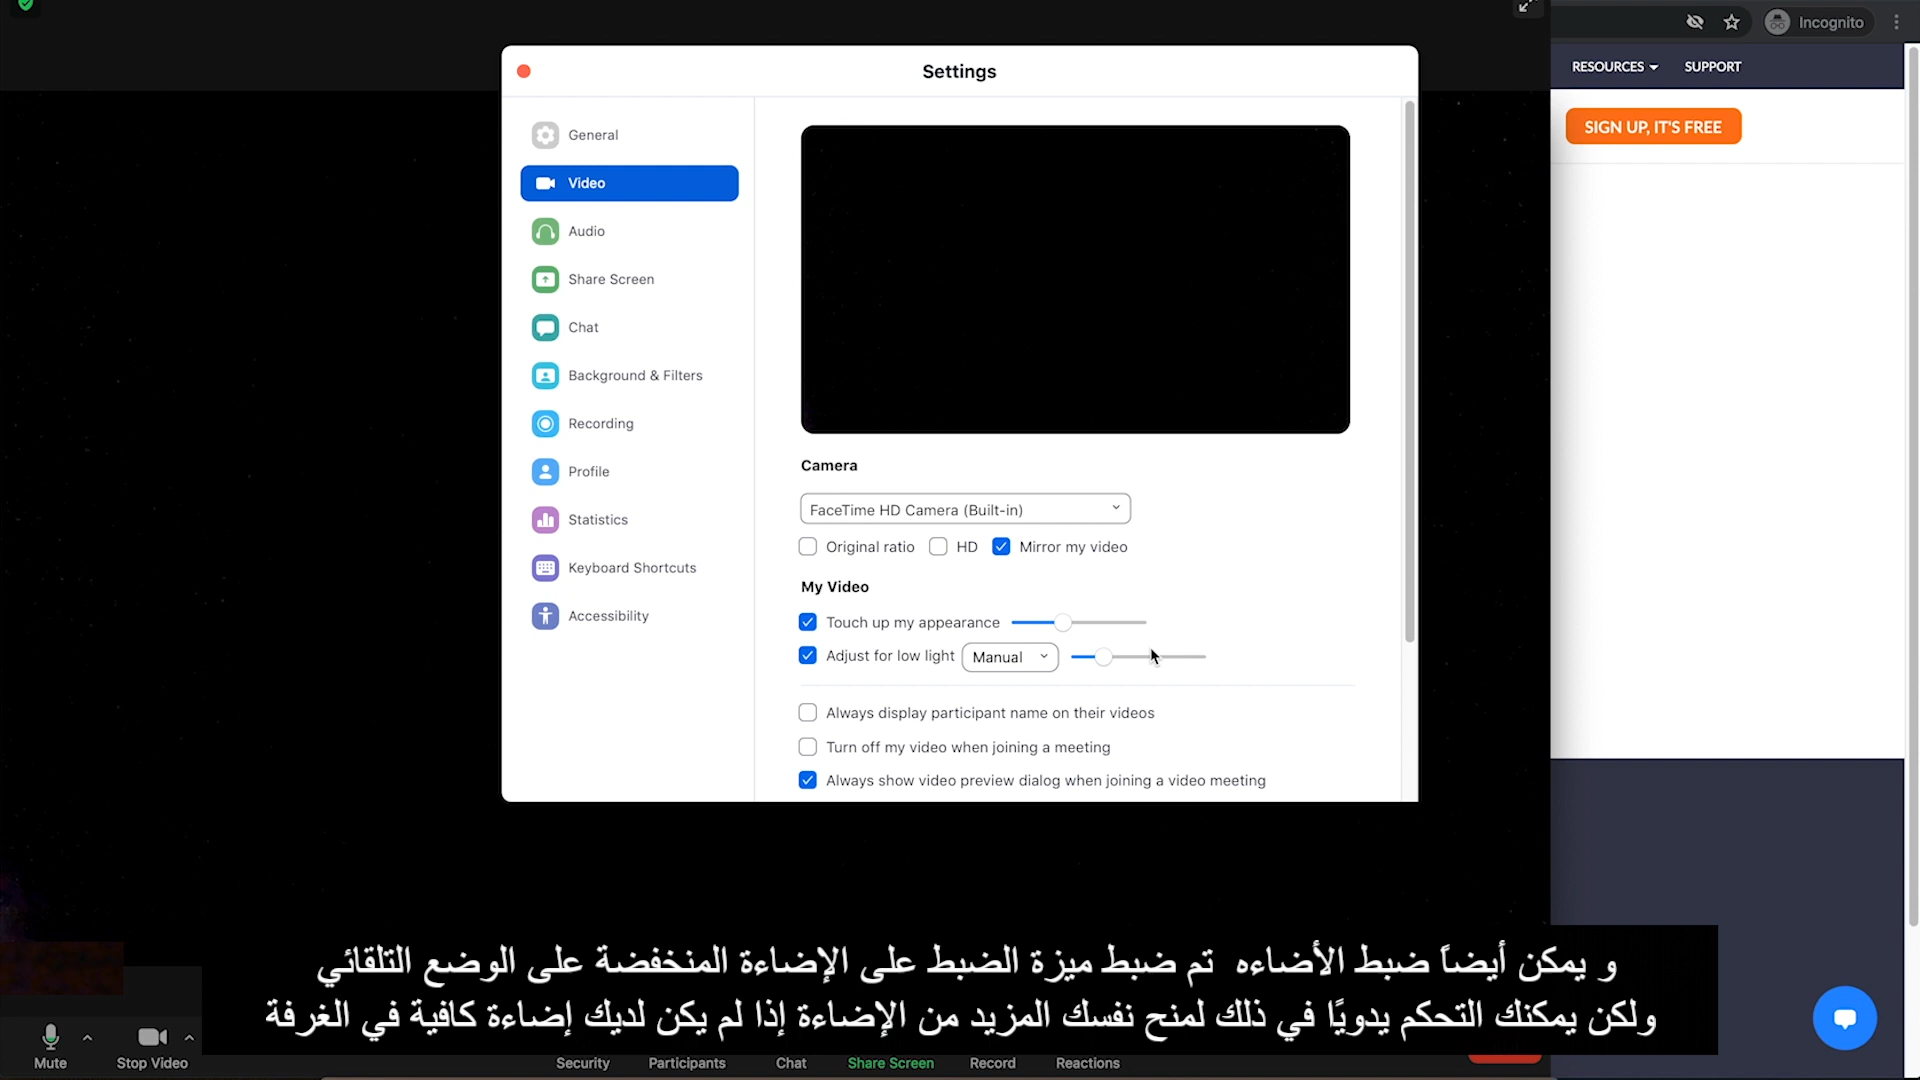 Incognito
RESOURCES SUPPORT
SIGN UP, IT'S FREE
Settings
General
Video
Audio
Share Screen
Chat
Background & Filters
Recording
Profile
Statistics
Keyboard Shortcuts
Accessibility
Camera
FaceTime HD Camera (Built-in)
Original ratio HD Mirror my video
My Video
Touch up my appearance
Adjust for low light Manual
Always display participant name on their videos
Turn off my video when joining a meeting
Always show video preview dialog when joining a video meeting
و يمكن أيضاً ضبط الأضاءه تم ضبط ميزة الضبط على الإضاءة المنخفضة على الوضع التلقائي
ولكن يمكنك التحكم يدويًا في ذلك لمنح نفسك المزيد من الإضاءة إذا لم يكن لديك إضاءة كافية في الغرفة
Mute Stop Video Security Participants Chat Share Screen Record Reactions